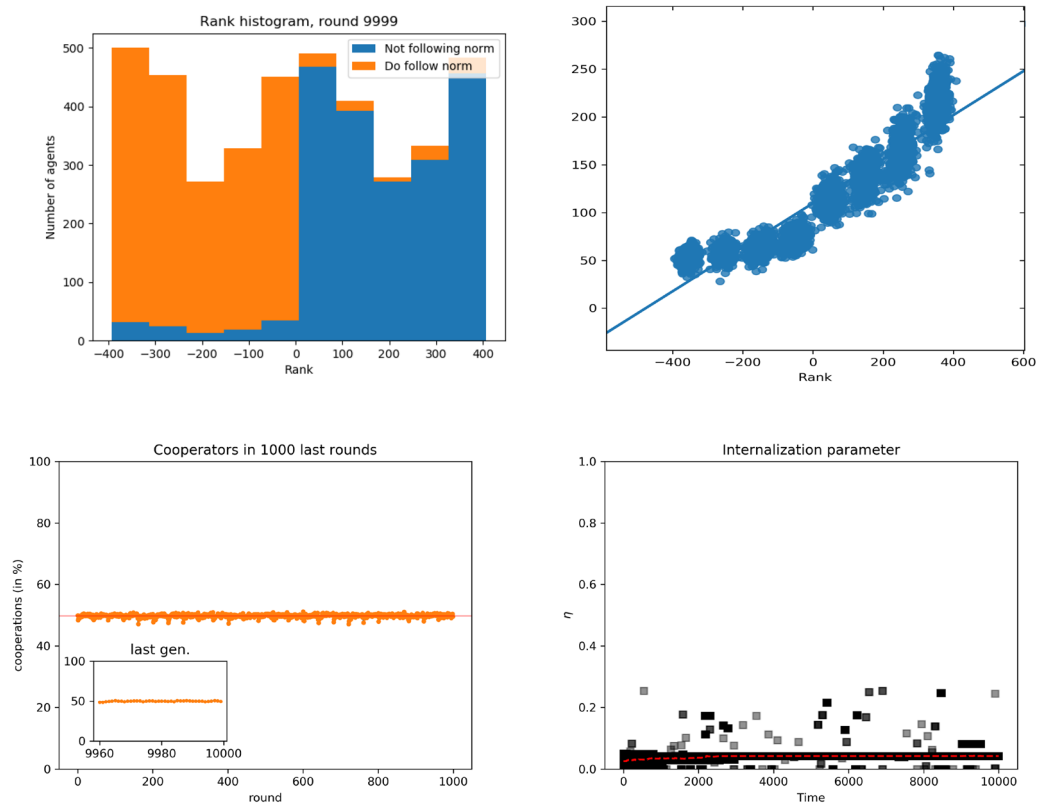 Rank histogram, round 9999
Number of agents
500
400
300
200
100
0
Not following norm
Do follow norm
−400 −300 −200 −100 0 100 200 300 400
Rank
300
250
200
150
100
50
0
−400 −200 0 200 400 600
Rank
Cooperators in 1000 last rounds
cooperations (in %)
100
80
60
40
20
0
last gen.
100
50
0
9960 9980 10000
0 200 400 600 800 1000
round
Internalization parameter
η
1.0
0.8
0.6
0.4
0.2
0.0
0 2000 4000 6000 8000 10000
Time